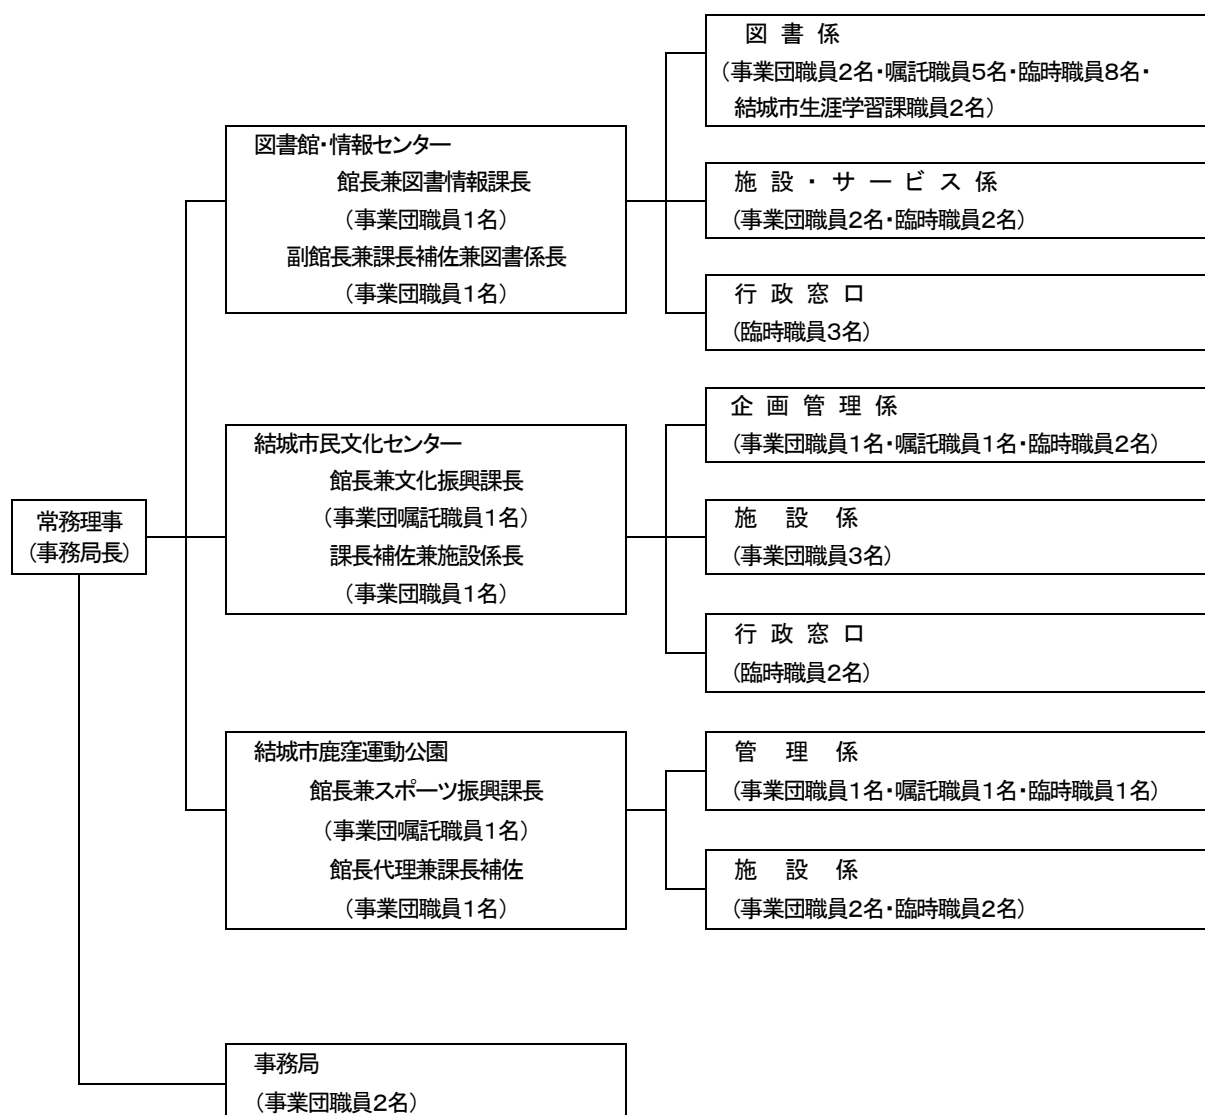 常務理事
（事務局長）
図書館・情報センター
館長兼図書情報課長
（事業団職員１名）
副館長兼課長補佐兼図書係長
（事業団職員１名）
図 書 係
（事業団職員２名・嘱託職員５名・臨時職員８名・
結城市生涯学習課職員２名）
施 設 ・ サ ー ビ ス 係
（事業団職員２名・臨時職員２名）
行 政 窓 口
（臨時職員３名）
結城市民文化センター
館長兼文化振興課長
（事業団嘱託職員１名）
課長補佐兼施設係長
（事業団職員１名）
企 画 管 理 係
（事業団職員１名・嘱託職員１名・臨時職員２名）
施 設 係
（事業団職員３名）
行 政 窓 口
（臨時職員２名）
結城市鹿窪運動公園
館長兼スポーツ振興課長
（事業団嘱託職員１名）
館長代理兼課長補佐
（事業団職員１名）
管 理 係
（事業団職員１名・嘱託職員１名・臨時職員１名）
施 設 係
（事業団職員２名・臨時職員２名）
事務局
（事業団職員２名）